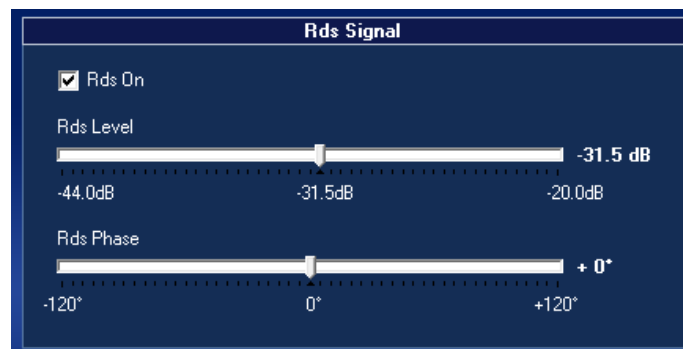 Rds Signal
Rds On
Rds Level
-31.5 dB
-44.0dB -31.5dB -20.0dB
Rds Phase
+ 0°
-120° 0° +120°